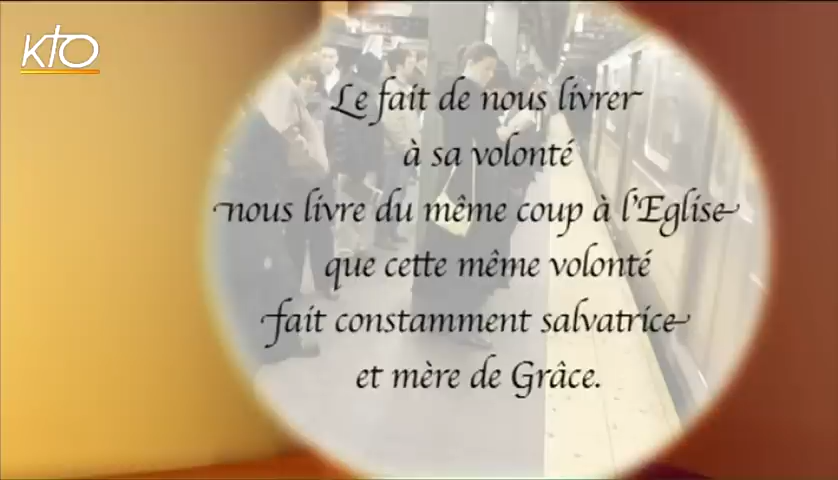 KTO
Le fait de nous livrer
à sa volonté
nous livre du même coup à l'Eglise
que cette même volonté
fait constamment salvatrice
et mère de Grâce.